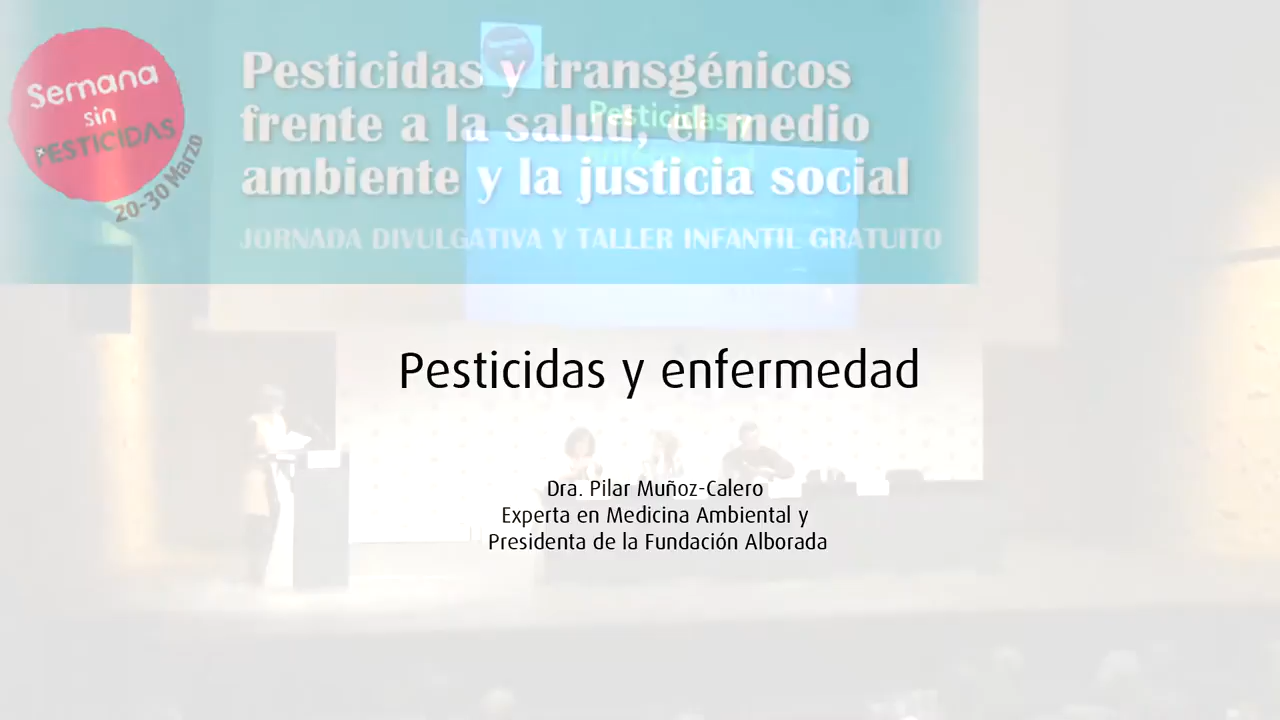 Semana
sin
PESTICIDAS
20-30 Marzo
Pesticidas y transgénicos
frente a la salud, el medio
ambiente y la justicia social
JORNADA DIVULGATIVA Y TALLER INFANTIL GRATUITO
Pesticidas y
Pesticidas y enfermedad
Dra. Pilar Muñoz-Calero
Experta en Medicina Ambiental y
Presidenta de la Fundación Alborada